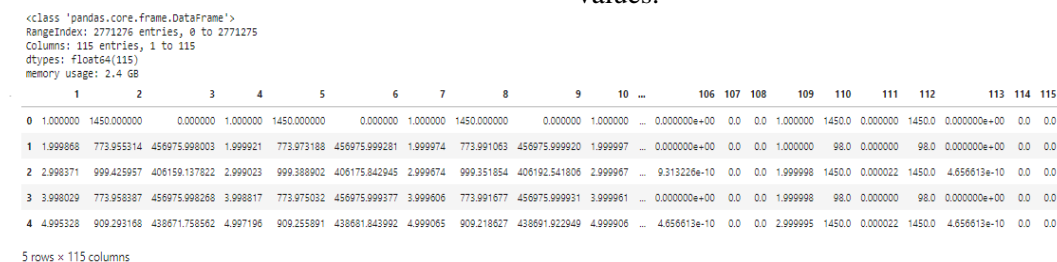 values.
<class 'pandas.core.frame.DataFrame'>
RangeIndex: 2771276 entries, 0 to 2771275
Columns: 115 entries, 1 to 115
dtypes: float64(115)
memory usage: 2.4 GB
1 2 3 4 5 6 7 8 9 10 ... 106 107 108 109 110 111 112 113 114 115
0 1.000000 1450.000000 0.000000 1.000000 1450.000000 0.000000 1.000000 1450.000000 0.000000 1.000000 ... 0.000000e+00 0.0 0.0 1.000000 1450.0 0.000000 1450.0 0.000000e+00 0.0 0.0
1 1.999868 773.955314 456975.998003 1.999921 773.973188 456975.999281 1.999974 773.991063 456975.999920 1.999997 ... 0.000000e+00 0.0 0.0 1.000000 98.0 0.000000 98.0 0.000000e+00 0.0 0.0
2 2.998371 999.425957 406159.137822 2.999023 999.388902 406175.842945 2.999674 999.351854 406192.541806 2.999967 ... 9.313226e-10 0.0 0.0 1.999998 1450.0 0.000022 1450.0 4.656613e-10 0.0 0.0
3 3.998029 773.958387 456975.998268 3.998817 773.975032 456975.999377 3.999606 773.991677 456975.999931 3.999961 ... 0.000000e+00 0.0 0.0 1.999998 98.0 0.000000 98.0 0.000000e+00 0.0 0.0
4 4.995328 909.293168 438671.758562 4.997196 909.255891 438681.843992 4.999065 909.218627 438691.922949 4.999906 ... 4.656613e-10 0.0 0.0 2.999995 1450.0 0.000022 1450.0 4.656613e-10 0.0 0.0
5 rows × 115 columns